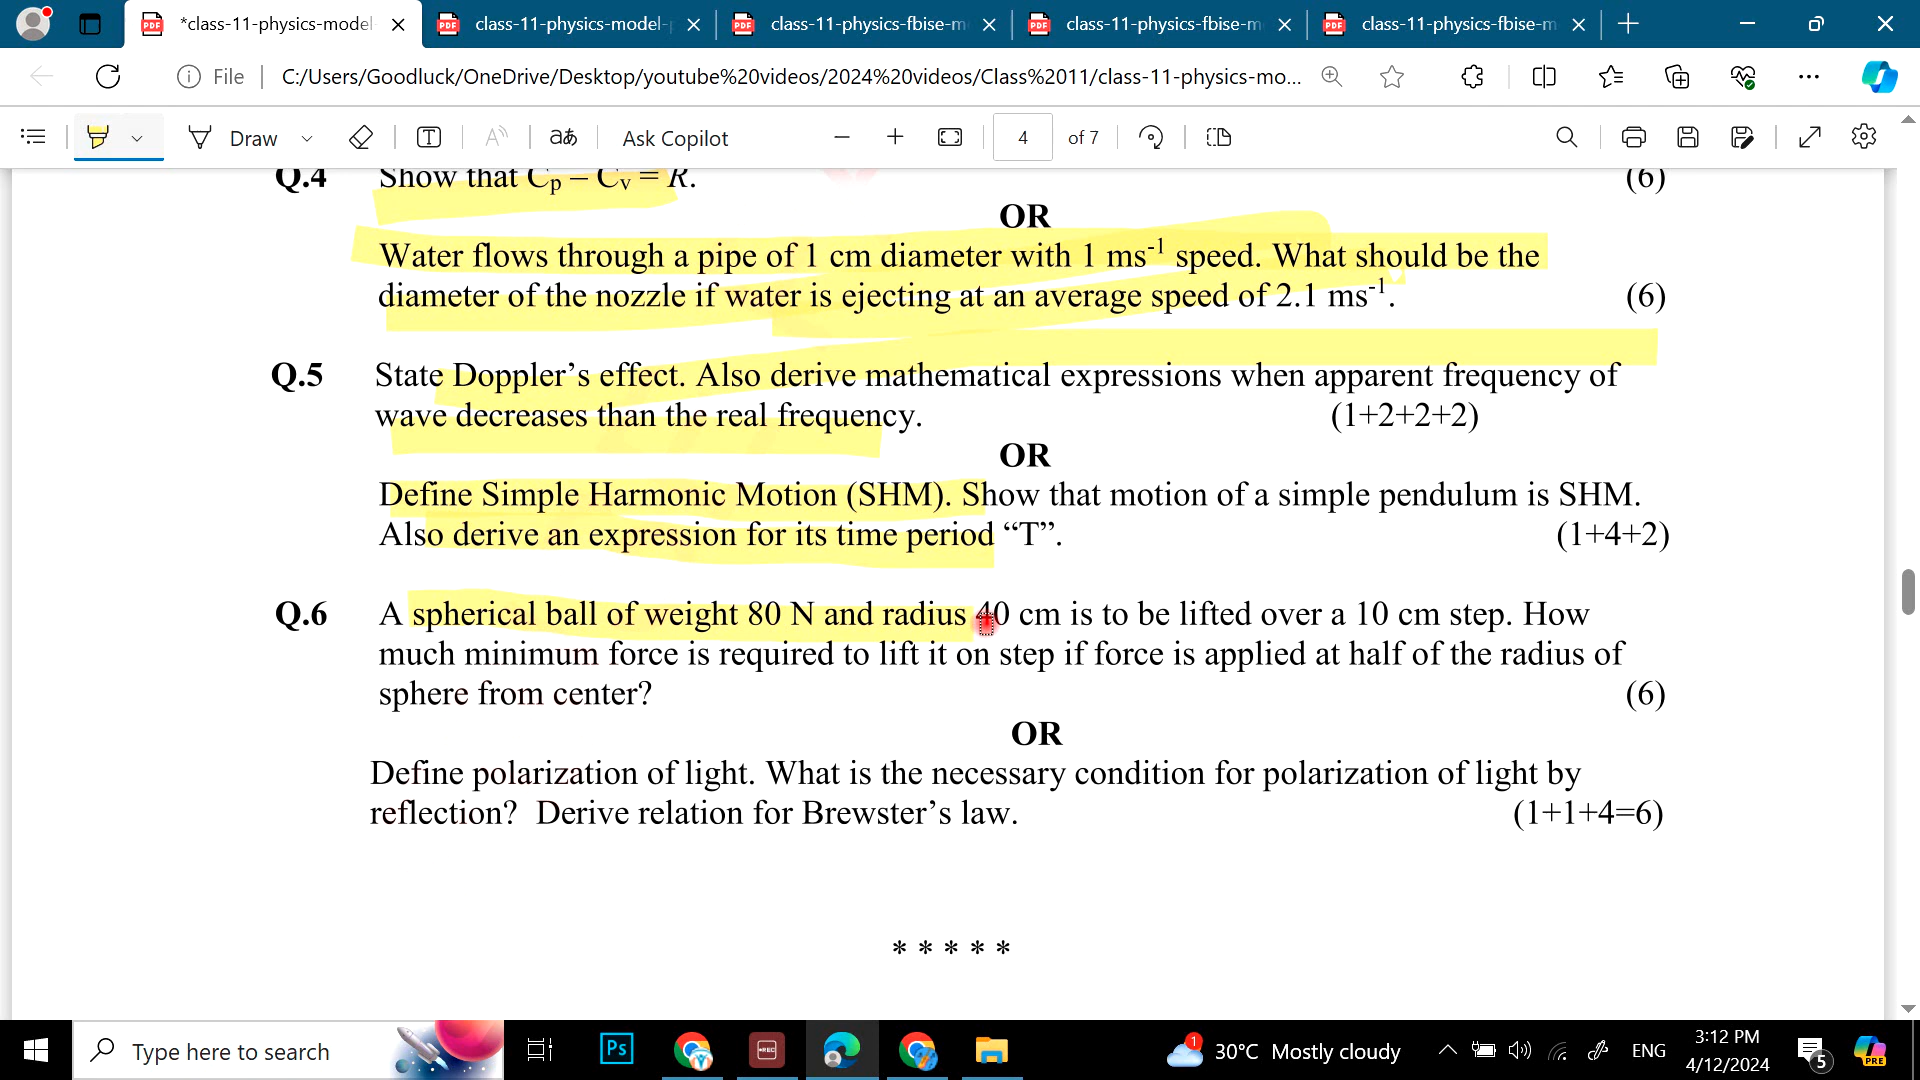 *class-11-physics-model-
class-11-physics-model-p
class-11-physics-fbise-m
class-11-physics-fbise-m
class-11-physics-fbise-m
File
C:/Users/Goodluck/OneDrive/Desktop/youtube%20videos/2024%20videos/Class%2011/class-11-physics-mo...
Draw
Ask Copilot
4 of 7
Q.4 Show that Cp – Cv = R. (6)
OR
Water flows through a pipe of 1 cm diameter with 1 ms-1 speed. What should be the
diameter of the nozzle if water is ejecting at an average speed of 2.1 ms-1. (6)
Q.5 State Doppler’s effect. Also derive mathematical expressions when apparent frequency of
wave decreases than the real frequency. (1+2+2+2)
OR
Define Simple Harmonic Motion (SHM). Show that motion of a simple pendulum is SHM.
Also derive an expression for its time period “T”. (1+4+2)
Q.6 A spherical ball of weight 80 N and radius 40 cm is to be lifted over a 10 cm step. How
much minimum force is required to lift it on step if force is applied at half of the radius of
sphere from center? (6)
OR
Define polarization of light. What is the necessary condition for polarization of light by
reflection? Derive relation for Brewster’s law. (1+1+4=6)
* * * * *
Type here to search
Ps
REC
1
30°C Mostly cloudy
ENG
3:12 PM
4/12/2024
5
PRE